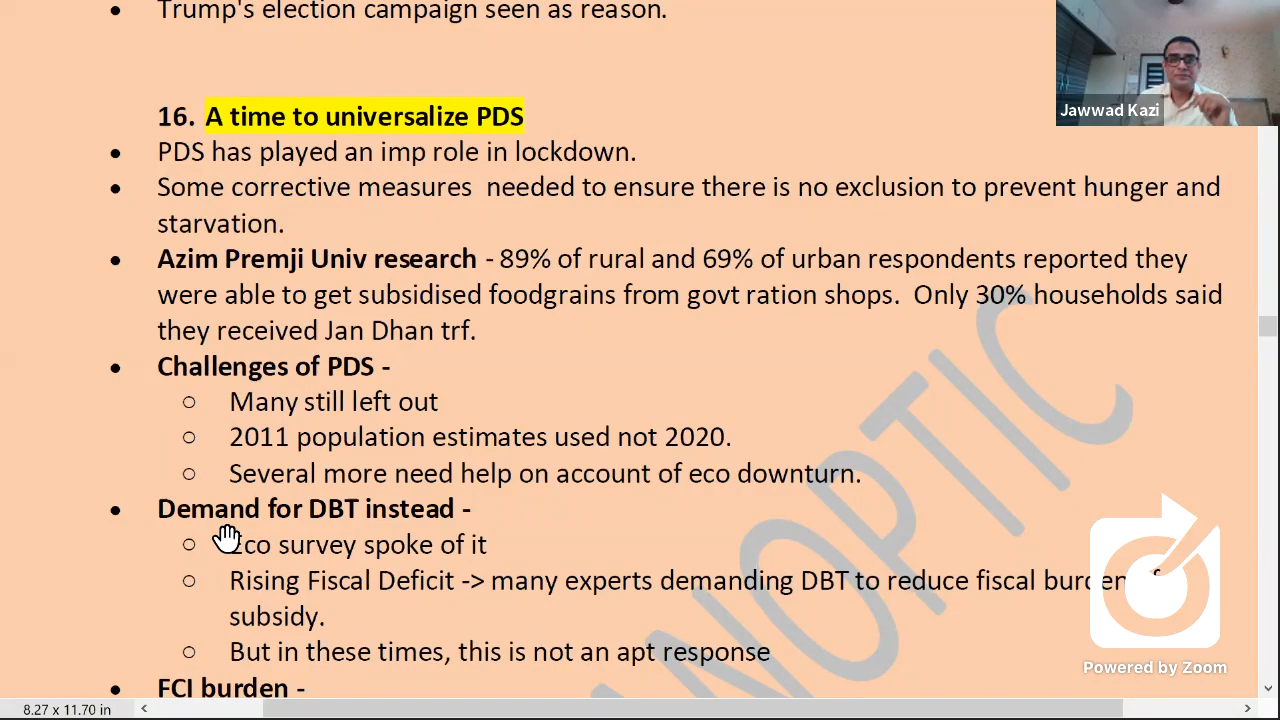 Trump's election campaign seen as reason.
Jawwad Kazi
16. A time to universalize PDS
PDS has played an imp role in lockdown.
Some corrective measures needed to ensure there is no exclusion to prevent hunger and
starvation.
Azim Premji Univ research - 89% of rural and 69% of urban respondents reported they
were able to get subsidised foodgrains from govt ration shops. Only 30% households said
they received Jan Dhan trf.
Challenges of PDS -
Many still left out
2011 population estimates used not 2020.
Several more need help on account of eco downturn.
Demand for DBT instead -
Eco survey spoke of it
Rising Fiscal Deficit -> many experts demanding DBT to reduce fiscal burden
subsidy.
But in these times, this is not an apt response
FCI burden -
ANOPTIC
Powered by Zoom
8.27 x 11.70 in